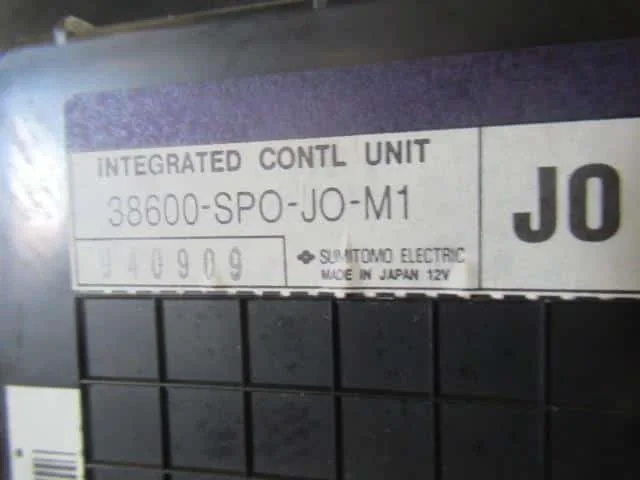 INTEGRATED CONTL UNIT
38600-SPO-JO-M1
JO
940909
SUMITOMO ELECTRIC
MADE IN JAPAN 12V